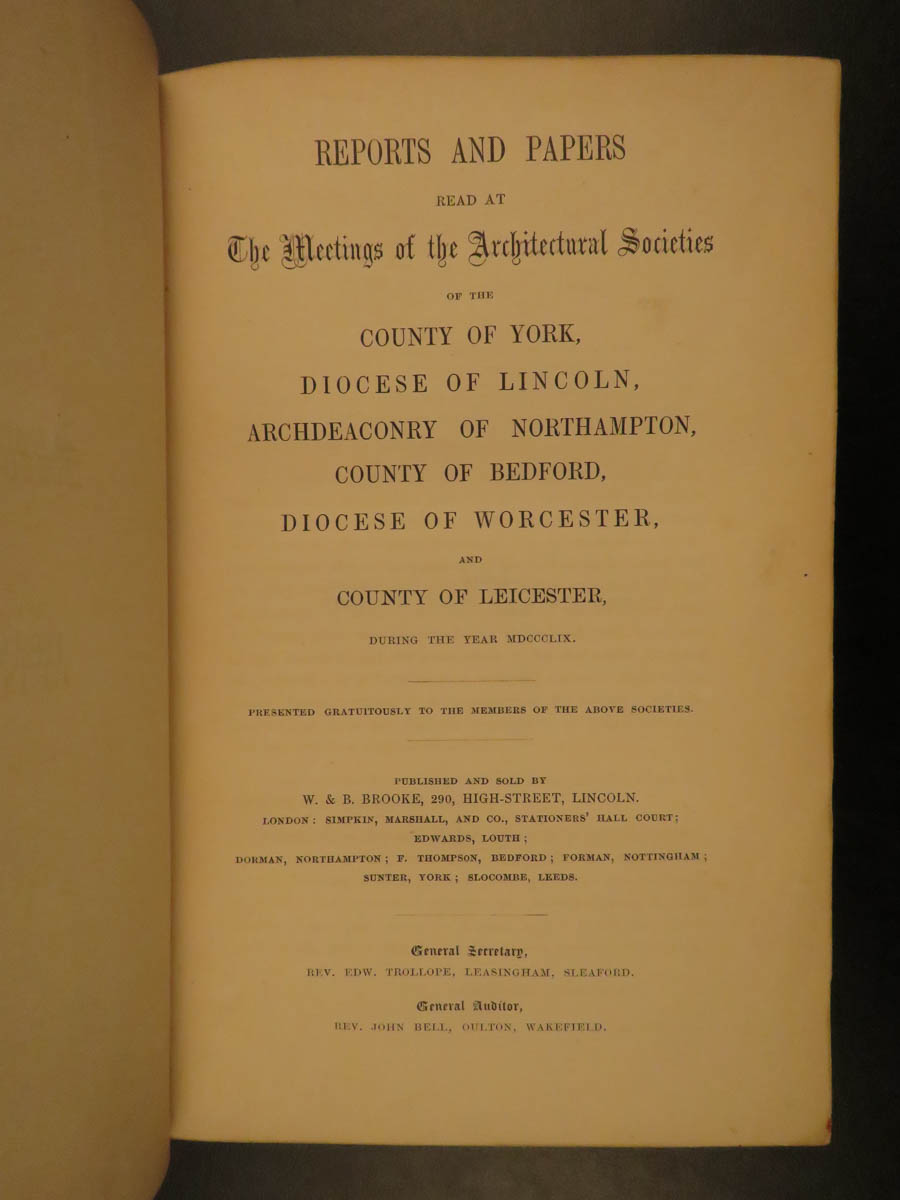 REPORTS AND PAPERS
READ AT
The Meetings of the Architectural Societies
OF THE
COUNTY OF YORK,
DIOCESE OF LINCOLN,
ARCHDEACONRY OF NORTHAMPTON,
COUNTY OF BEDFORD,
DIOCESE OF WORCESTER,
AND
COUNTY OF LEICESTER,
DURING THE YEAR MDCCCLIX.
PRESENTED GRATUITOUSLY TO THE MEMBERS OF THE ABOVE SOCIETIES.
PUBLISHED AND SOLD BY
W. & B. BROOKE, 290, HIGH-STREET, LINCOLN.
LONDON: SIMPKIN, MARSHALL, AND CO., STATIONERS' HALL COURT;
EDWARDS, LOUTH;
DORMAN, NORTHAMPTON; F. THOMPSON, BEDFORD; FORMAN, NOTTINGHAM;
SUNTER, YORK; SLOCOMBE, LEEDS.
General Secretary,
REV. EDW. TROLLOPE, LEASINGHAM, SLEAFORD.
General Auditor,
REV. JOHN BELL, OULTON, WAKEFIELD.